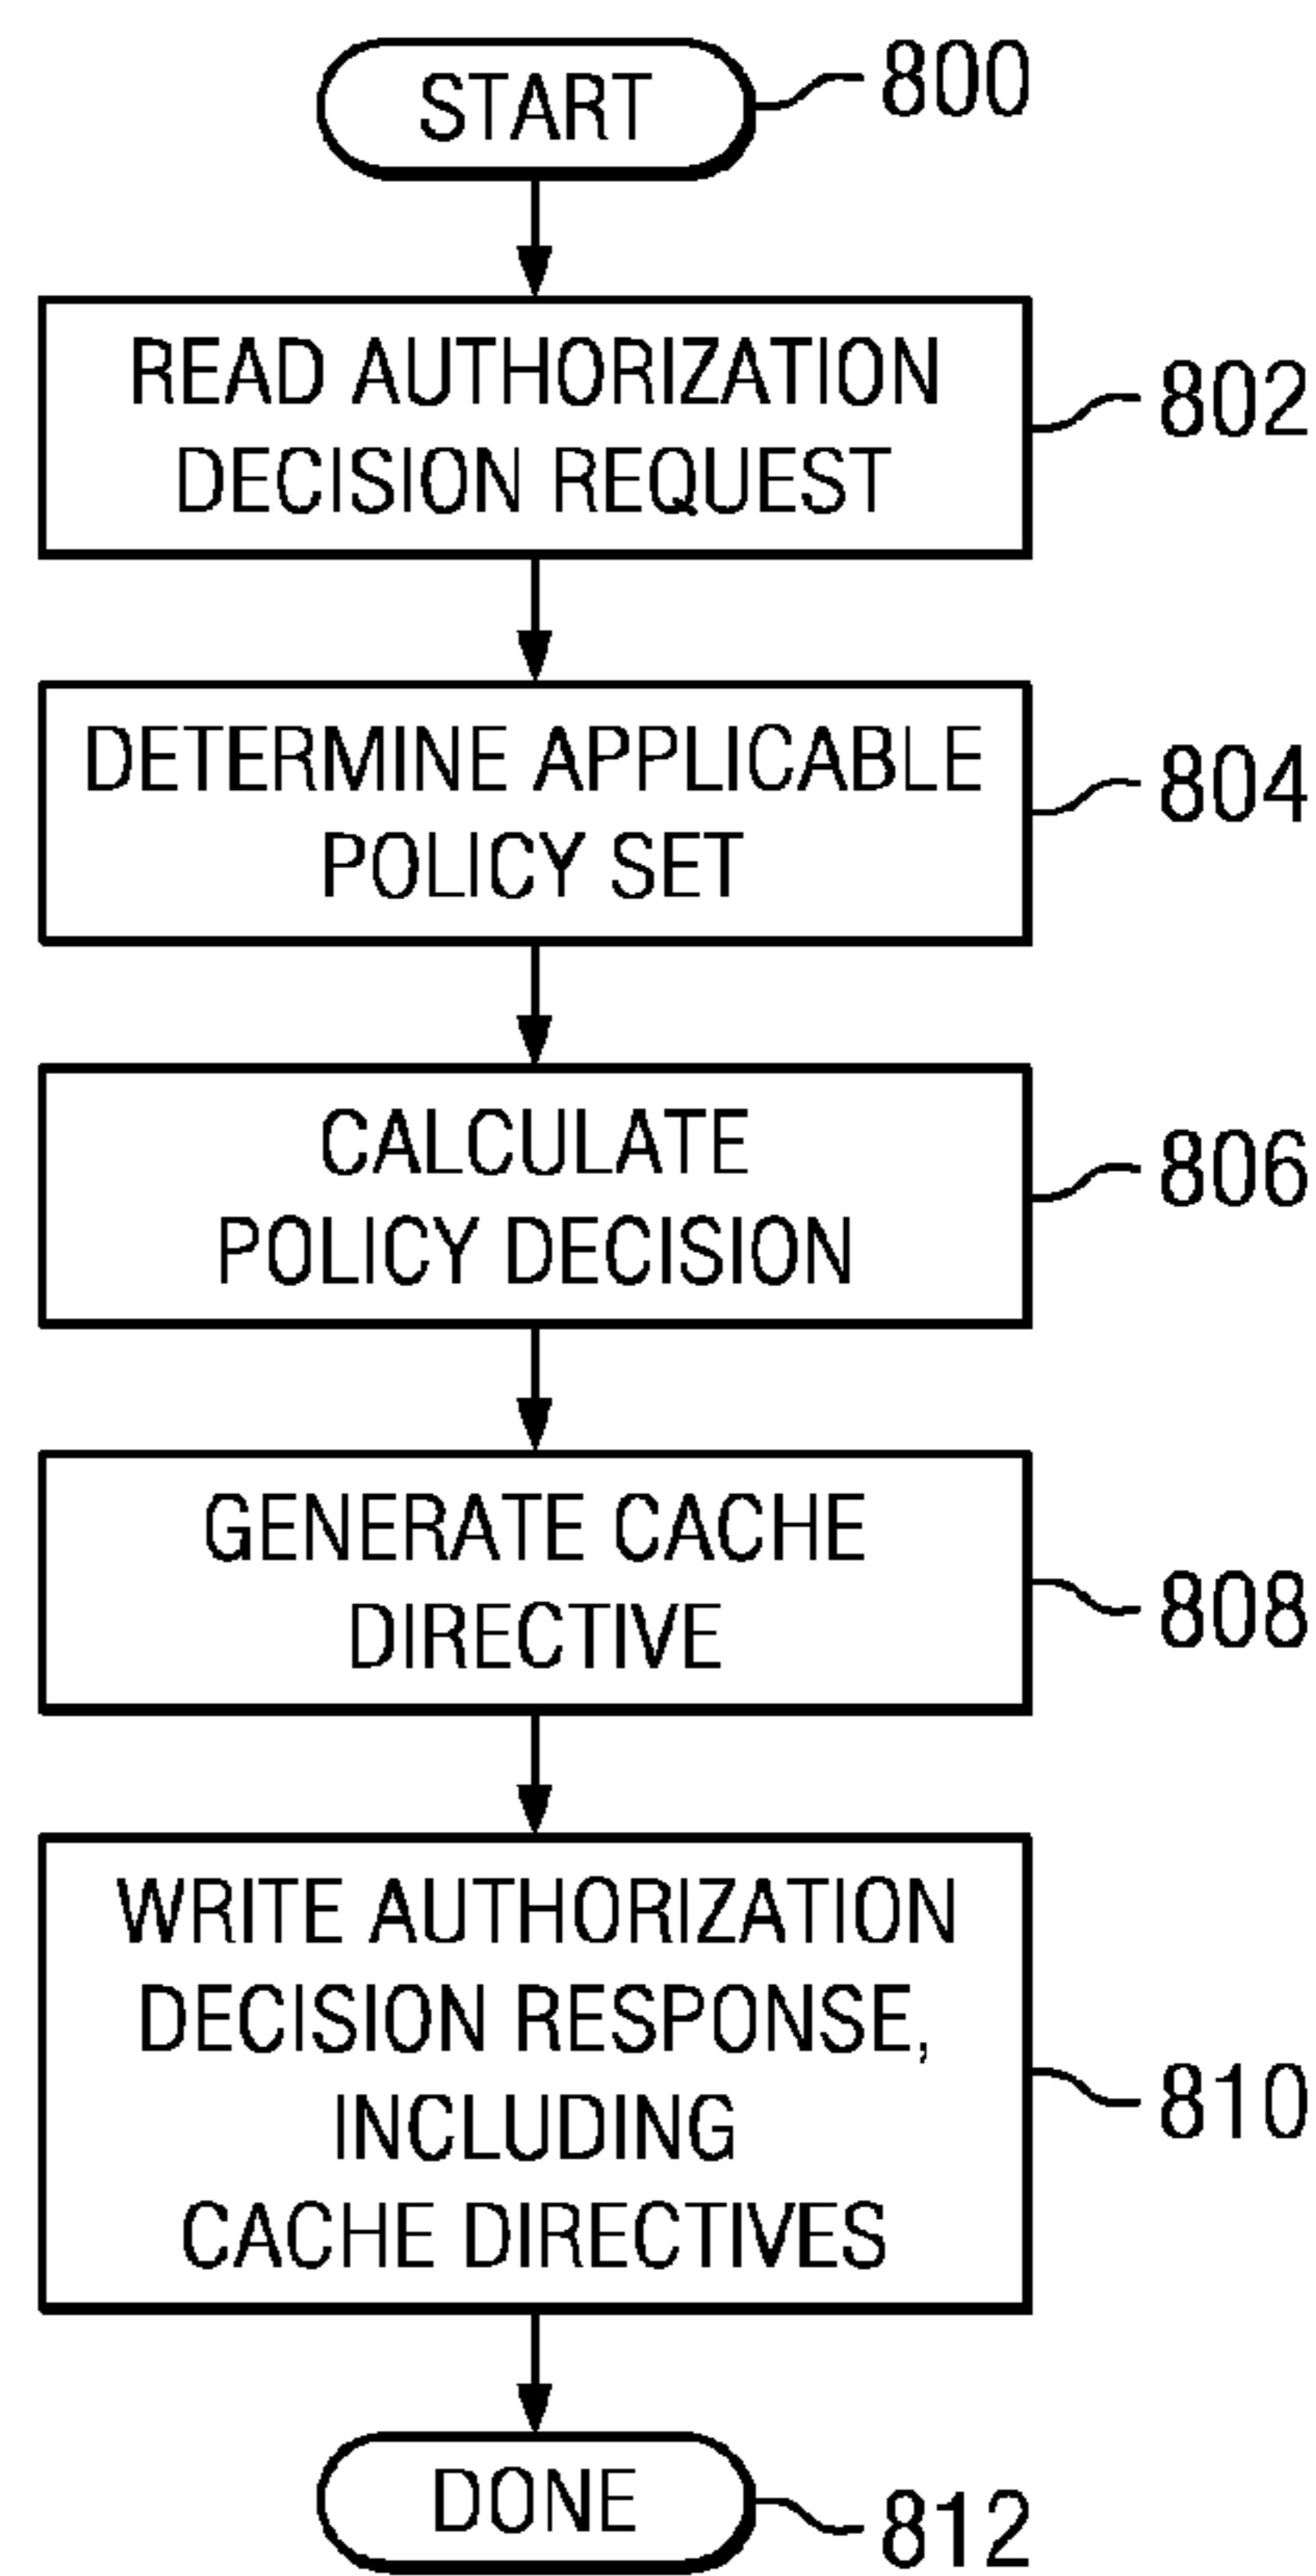 START
800
READ AUTHORIZATION
DECISION REQUEST
802
DETERMINE APPLICABLE
POLICY SET
804
CALCULATE
POLICY DECISION
806
GENERATE CACHE
DIRECTIVE
808
WRITE AUTHORIZATION
DECISION RESPONSE,
INCLUDING
CACHE DIRECTIVES
810
DONE
812